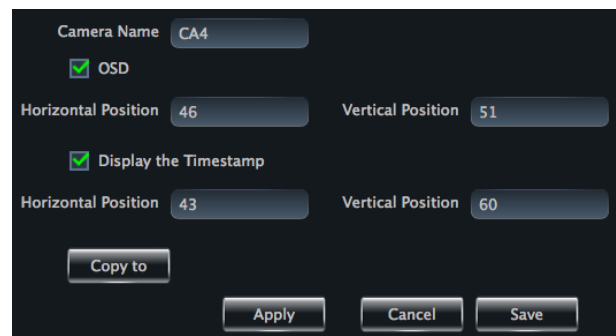 Camera Name CA4
OSD
Horizontal Position 46 Vertical Position 51
Display the Timestamp
Horizontal Position 43 Vertical Position 60
Copy to
Apply Cancel Save